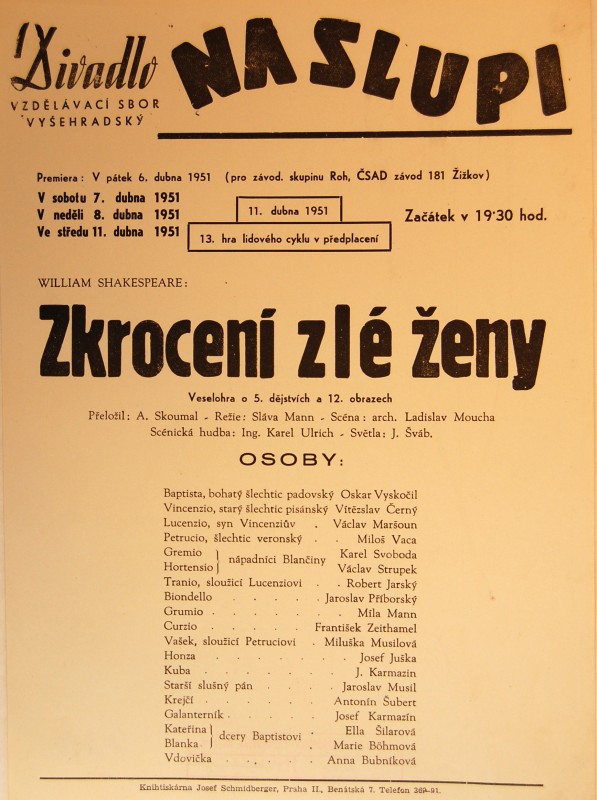 Divadlo NA SLUPI
VZDĚLÁVACÍ SBOR
VYŠEHRADSKÝ
Premiera: V pátek 6. dubna 1951 (pro závod. skupinu Roh, ČSAD závod 181 Žižkov)
V sobotu 7. dubna 1951
V neděli 8. dubna 1951
Ve středu 11. dubna 1951
11. dubna 1951
13. hra lidového cyklu v předplacení
Začátek v 19·30 hod.
WILLIAM SHAKESPEARE:
Zkrocení zlé ženy
Veselohra o 5. dějstvích a 12. obrazech
Přeložil: A. Skoumal - Režie: Sláva Mann - Scéna: arch. Ladislav Moucha
Scénická hudba: Ing. Karel Ulrich - Světla: J. Šváb.
OSOBY:
Baptista, bohatý šlechtic padovský Oskar Vyskočil
Vincenzio, starý šlechtic pisánský Vítězslav Černý
Lucenzio, syn Vincenziův . Václav Maršoun
Petrucio, šlechtic veronský . . Miloš Vaca
Gremio } nápadníci Blančiny Karel Svoboda
Hortensio } Václav Strupek
Tranio, sloužicí Lucenziovi . . Robert Jarský
Biondello . . . . . Jaroslav Příborský
Grumio . . . . . . Míla Mann
Curzio . . . . . František Zeithamel
Vašek, sloužicí Petruciovi . Miluška Musilová
Honza . . . . . . . Josef Juška
Kuba . . . . . . . J. Karmazin
Starší slušný pán . . . . Jaroslav Musil
Krejčí . . . . . Antonín Šubert
Galanterník . . . . . Josef Karmazín
Kateřina } dcery Baptistovi . Ella Šilarová
Blanka } . Marie Böhmová
Vdovička . . . . . Anna Bubníková
Knihtiskárna Josef Schmidberger, Praha II., Benátská 7. Telefon 369-91.